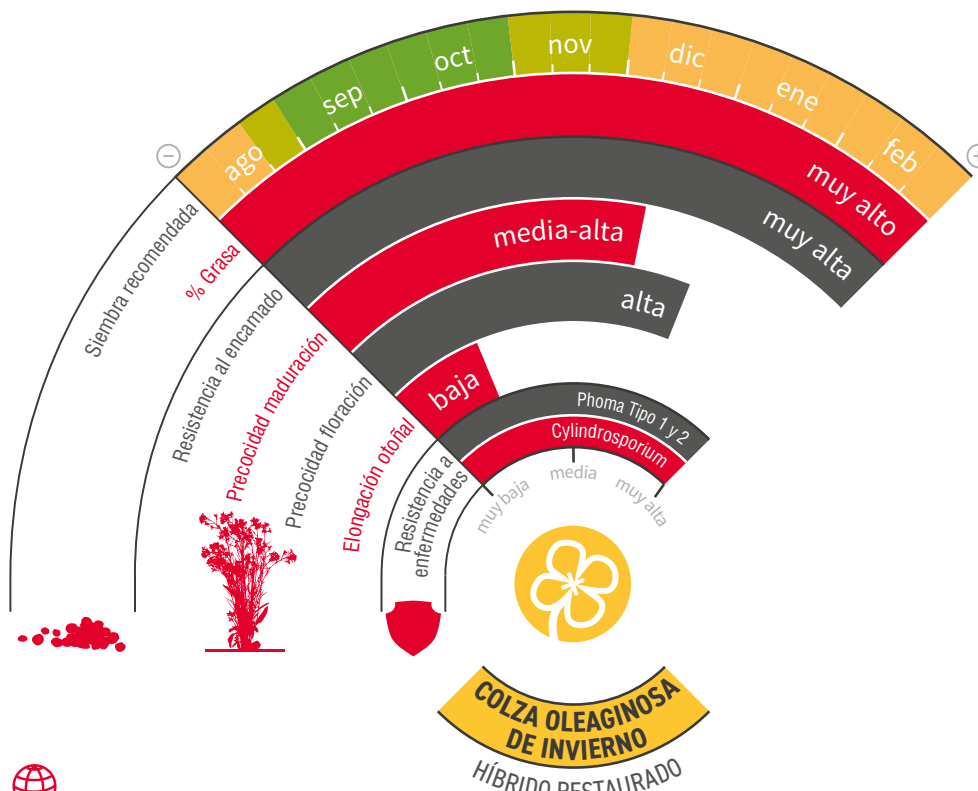 ago
sep
oct
nov
dic
ene
feb
−
+
Siembra recomendada
% Grasa
muy alto
Resistencia al encamado
muy alta
Precocidad maduración
media-alta
Precocidad floración
alta
Elongación otoñal
baja
Resistencia a
enfermedades
Phoma Tipo 1 y 2
Cylindrosporium
muy baja
media
muy alta
COLZA OLEAGINOSA
DE INVIERNO
HÍBRIDO RESTAURADO